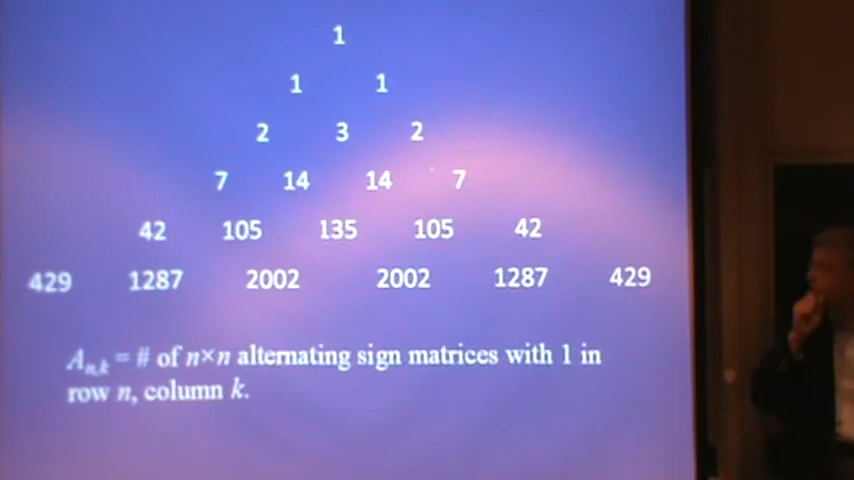 1
1 1
2 3 2
7 14 14 7
42 105 135 105 42
429 1287 2002 2002 1287 429
Aₙ,ₖ = # of n×n alternating sign matrices with 1 in
row n, column k.